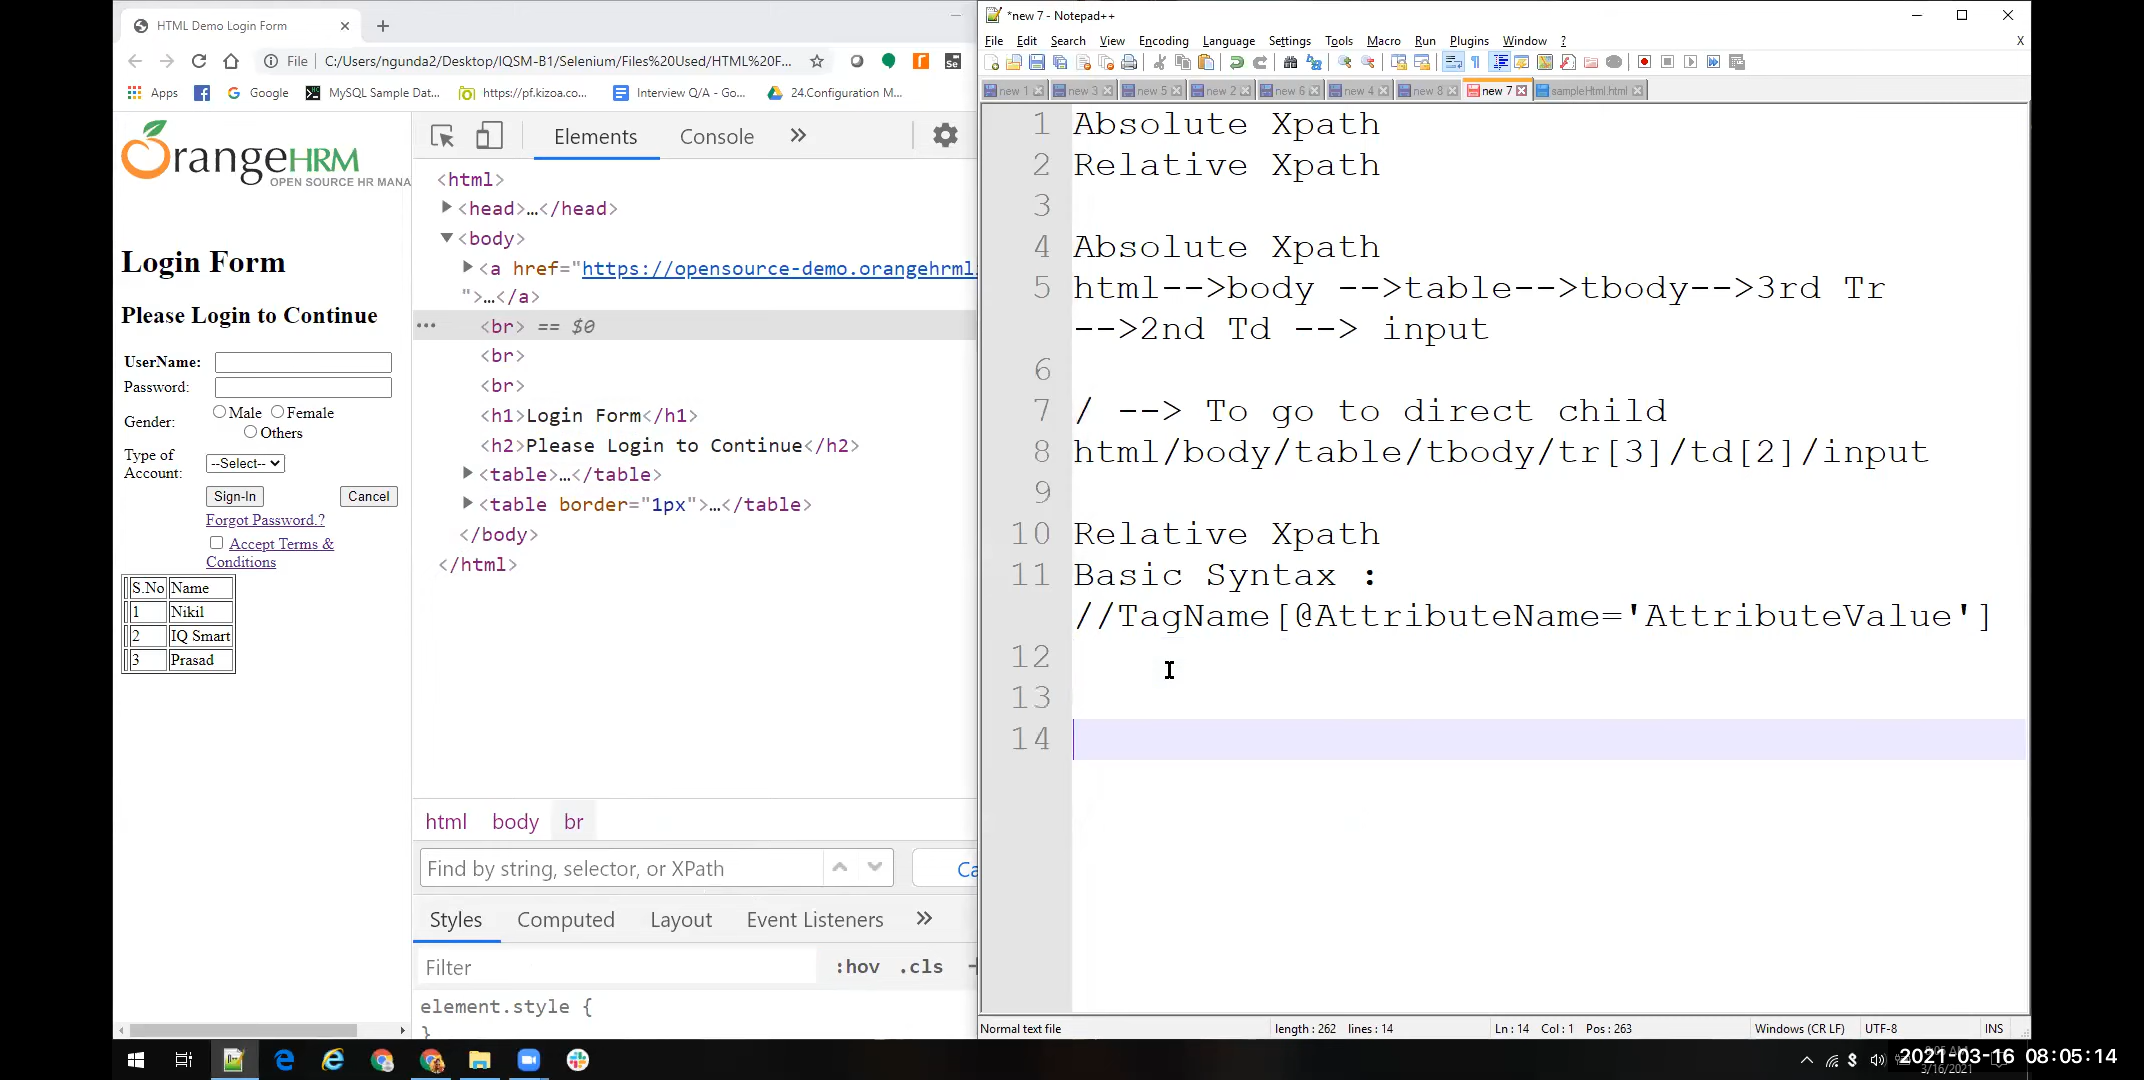 HTML Demo Login Form
File
C:/Users/ngunda2/Desktop/IQSM-B1/Selenium/Files%20Used/HTML%20F...
Apps
Google
MySQL Sample Dat...
https://pf.kizoa.co...
Interview Q/A - Go...
24.Configuration M...
OrangeHRM
OPEN SOURCE HR MANA
Login Form
Please Login to Continue
UserName:
Password:
Gender:
Male
Female
Others
Type of
Account:
--Select--
Sign-In
Cancel
Forgot Password.?
Accept Terms &
Conditions
S.No Name
1 Nikil
2 IQ Smart
3 Prasad
Elements
Console
<html>
<head>…</head>
<body>
<a href="https://opensource-demo.orangehrml
">…</a>
<br> == $0
<br>
<br>
<h1>Login Form</h1>
<h2>Please Login to Continue</h2>
<table>…</table>
<table border="1px">…</table>
</body>
</html>
html body br
Find by string, selector, or XPath
Ca
Styles
Computed
Layout
Event Listeners
Filter
:hov .cls +
element.style {
}
*new 7 - Notepad++
File Edit Search View Encoding Language Settings Tools Macro Run Plugins Window ?
X
new 1
new 3
new 5
new 2
new 6
new 4
new 8
new 7
sampleHtml.html
1 Absolute Xpath
2 Relative Xpath
3
4 Absolute Xpath
5 html-->body -->table-->tbody-->3rd Tr
-->2nd Td --> input
6
7 / --> To go to direct child
8 html/body/table/tbody/tr[3]/td[2]/input
9
10 Relative Xpath
11 Basic Syntax :
//TagName[@AttributeName='AttributeValue']
12
13
14
Normal text file
length : 262 lines : 14
Ln : 14 Col : 1 Pos : 263
Windows (CR LF)
UTF-8
INS
2021-03-16 08:05:14
3/16/2021